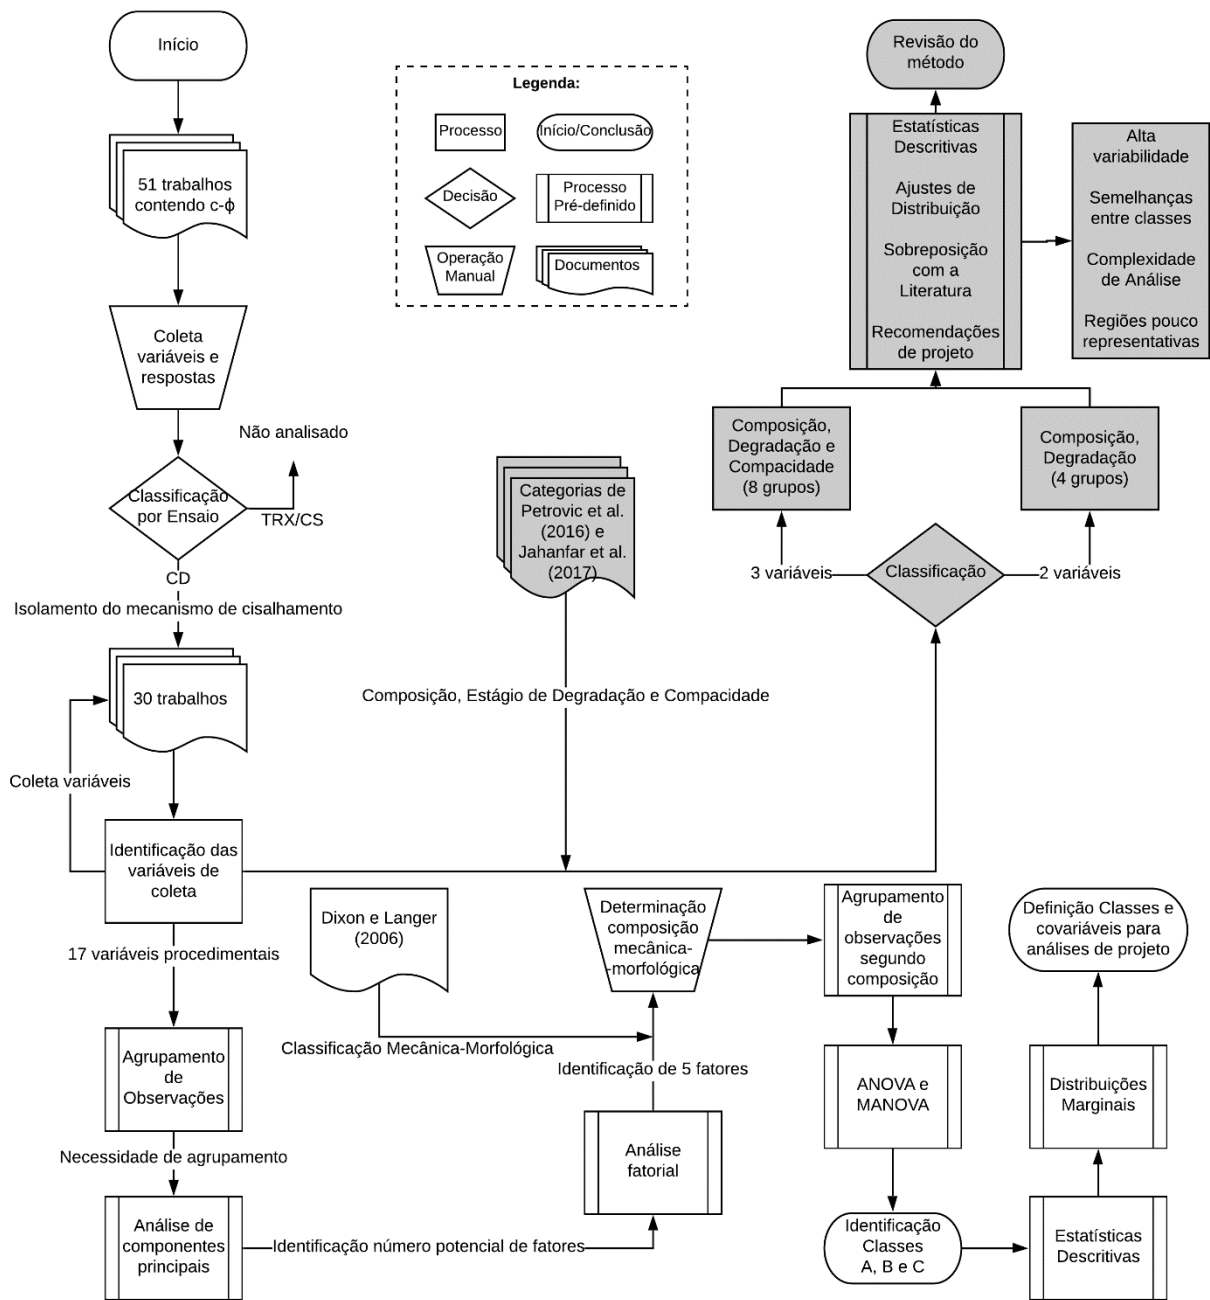 Início
51 trabalhos
contendo c-ϕ
Coleta
variáveis e
respostas
Não analisado
Classificação
por Ensaio
TRX/CS
CD
Isolamento do mecanismo de cisalhamento
30 trabalhos
Coleta variáveis
Identificação das
variáveis de
coleta
17 variáveis procedimentais
Agrupamento
de
Observações
Necessidade de agrupamento
Análise de
componentes
principais
Identificação número potencial de fatores
Legenda:
Processo
Início/Conclusão
Decisão
Processo
Pré-definido
Operação
Manual
Documentos
Categorias de
Petrovic et al.
(2016) e
Jahanfar et al.
(2017)
Composição, Estágio de Degradação e Compacidade
Dixon e Langer
(2006)
Classificação Mecânica-Morfológica
Análise
fatorial
Identificação de 5 fatores
Determinação
composição
mecânica-
-morfológica
Agrupamento
de
observações
segundo
composição
ANOVA e
MANOVA
Identificação
Classes
A, B e C
Estatísticas
Descritivas
Distribuições
Marginais
Definição Classes e
covariáveis para
análises de projeto
Classificação
3 variáveis
2 variáveis
Composição,
Degradação e
Compacidade
(8 grupos)
Composição,
Degradação
(4 grupos)
Estatísticas
Descritivas
Ajustes de
Distribuição
Sobreposição
com a
Literatura
Recomendações
de projeto
Alta
variabilidade
Semelhanças
entre classes
Complexidade
de Análise
Regiões pouco
representativas
Revisão do
método